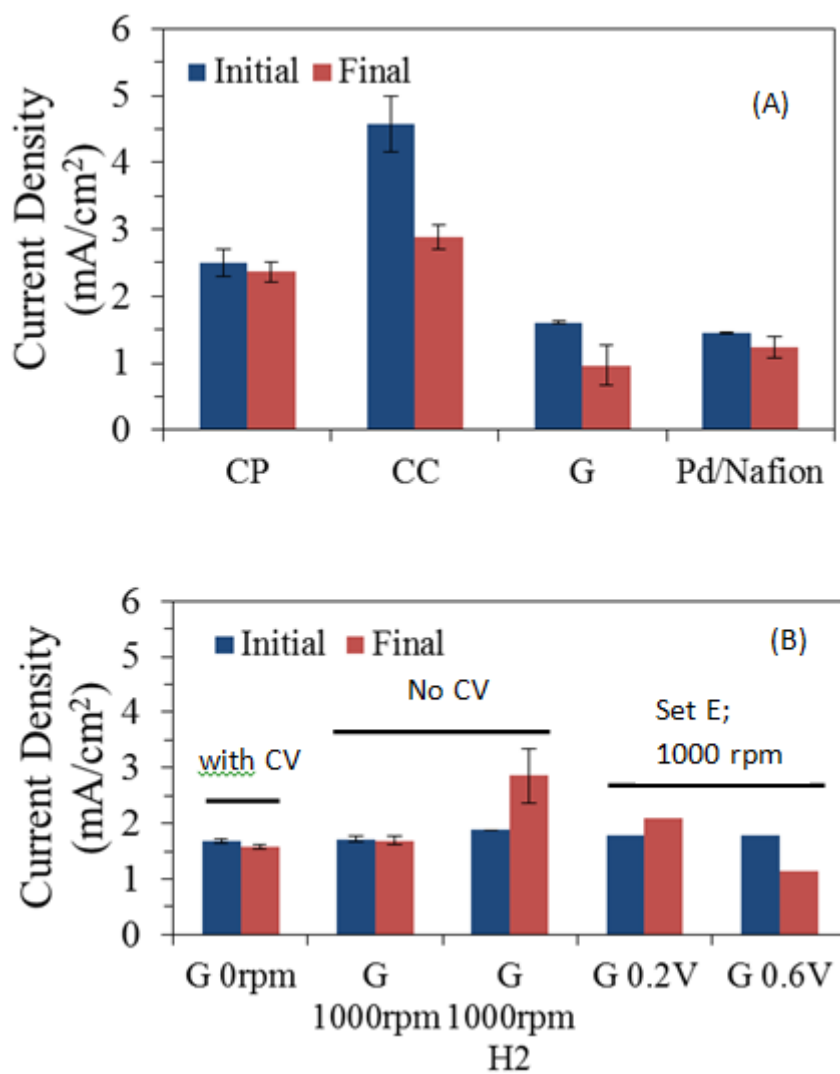 6
5
4
3
2
1
0
Current Density
(mA/cm²)
Initial Final
(A)
CP CC G Pd/Nafion
6
5
4
3
2
1
0
Current Density
(mA/cm²)
Initial Final
(B)
No CV
Set E;
1000 rpm
with CV
G 0rpm G G G 0.2V G 0.6V
1000rpm 1000rpm
H2